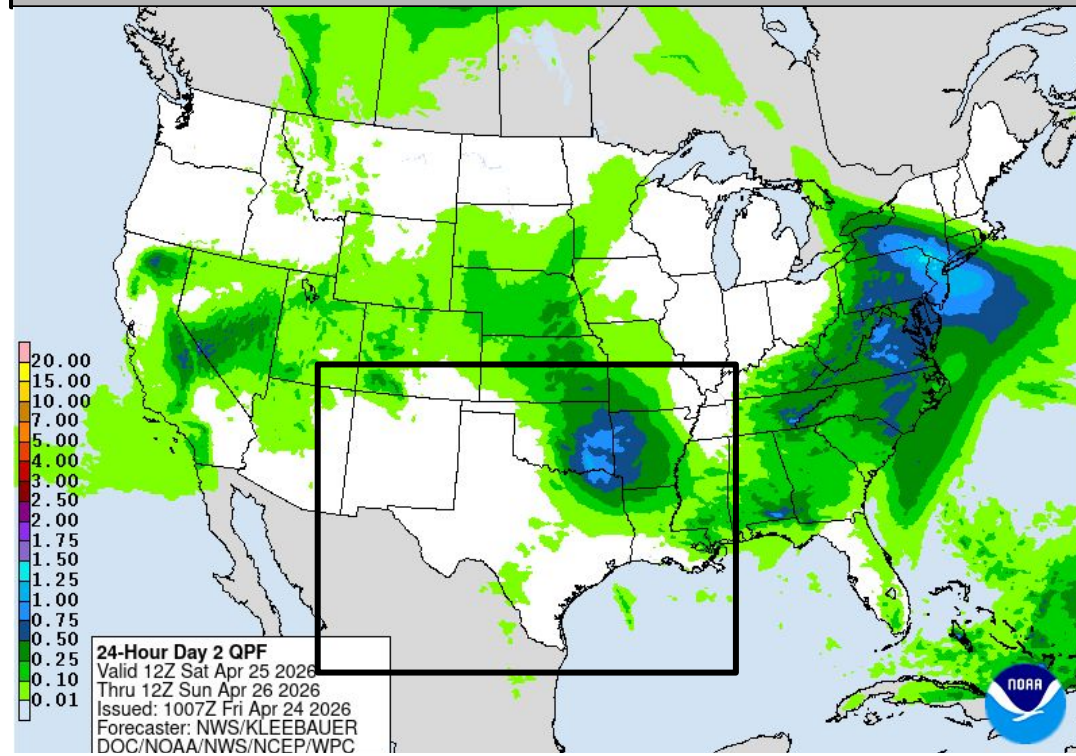 20.00
15.00
10.00
7.00
5.00
4.00
3.00
2.50
2.00
1.75
1.50
1.25
1.00
0.75
0.50
0.25
0.10
0.01
24-Hour Day 2 QPF
Valid 12Z Sat Apr 25 2026
Thru 12Z Sun Apr 26 2026
Issued: 1007Z Fri Apr 24 2026
Forecaster: NWS/KLEEBAUER
DOC/NOAA/NWS/NCEP/WPC
NOAA